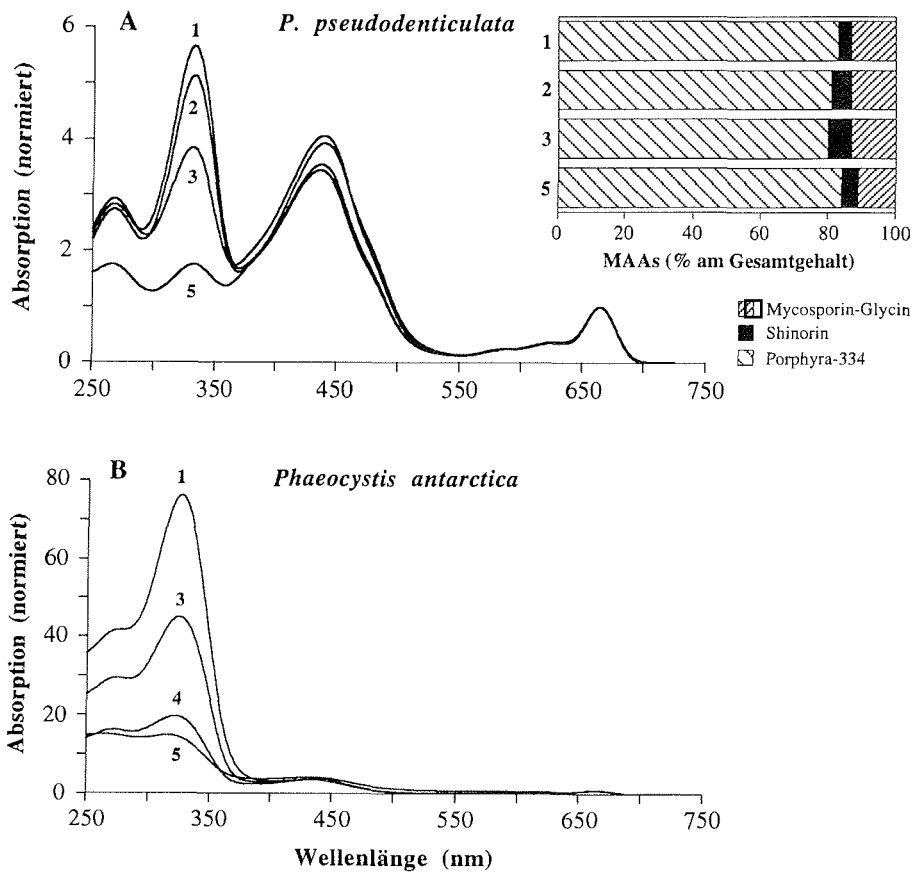 A P. pseudodenticulata
Absorption (normiert)
6
4
2
0
1
2
3
5
250 350 450 550 650 750
1
2
3
5
0 20 40 60 80 100
MAAs (% am Gesamtgehalt)
Mycosporin-Glycin
Shinorin
Porphyra-334
B Phaeocystis antarctica
Absorption (normiert)
80
60
40
20
0
1
3
4
5
250 350 450 550 650 750
Wellenlänge (nm)